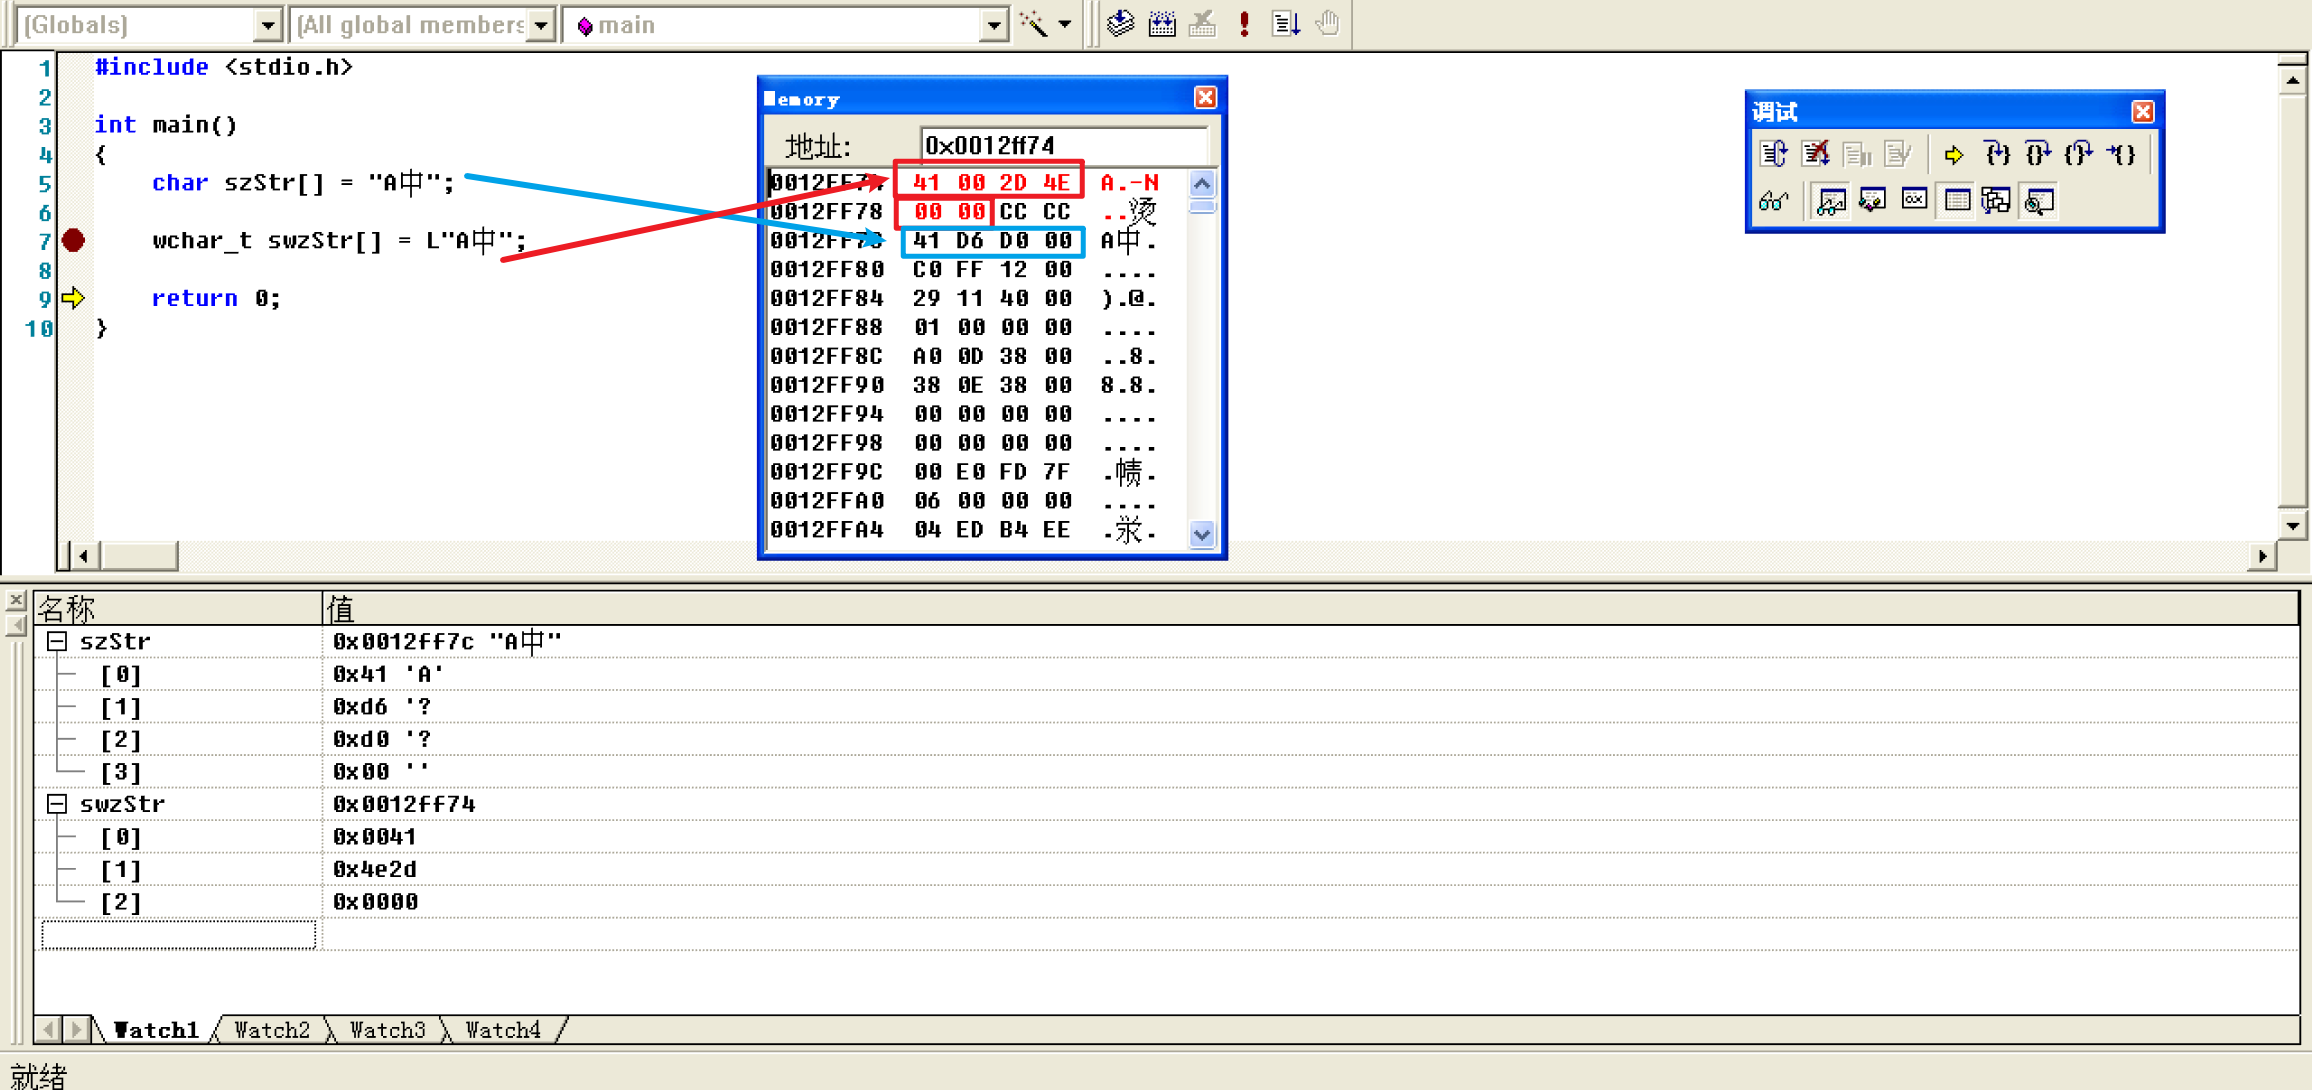 (Globals)
(All global members
main
1 #include <stdio.h>
2
3 int main()
4 {
5 char szStr[] = "A中";
6
7 wchar_t swzStr[] = L"A中";
8
9 return 0;
10 }
Memory
地址: 0x0012ff74
0012FF74 41 00 2D 4E A.-N
0012FF78 00 00 CC CC ..烫
0012FF7C 41 D6 D0 00 A中.
0012FF80 C0 FF 12 00 ....
0012FF84 29 11 40 00 ).@.
0012FF88 01 00 00 00 ....
0012FF8C A0 0D 38 00 ..8.
0012FF90 38 0E 38 00 8.8.
0012FF94 00 00 00 00 ....
0012FF98 00 00 00 00 ....
0012FF9C 00 E0 FD 7F .帻.
0012FFA0 06 00 00 00 ....
0012FFA4 04 ED B4 EE
调试
名称 值
szStr 0x0012ff7c "A中"
[0] 0x41 'A'
[1] 0xd6 '?
[2] 0xd0 '?
[3] 0x00 ''
swzStr 0x0012ff74
[0] 0x0041
[1] 0x4e2d
[2] 0x0000
Watch1 Watch2 Watch3 Watch4
就绪